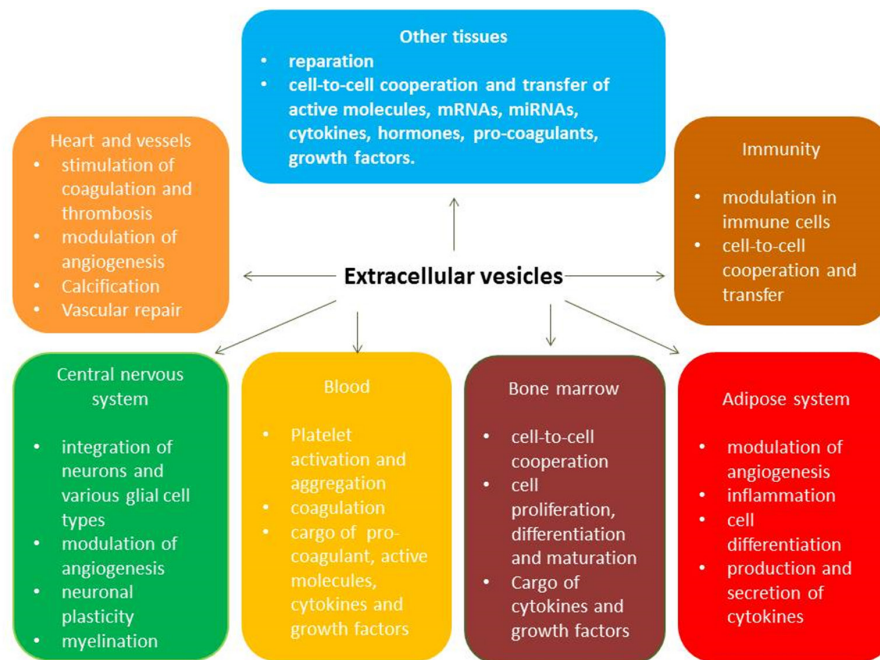 Other tissues
• reparation
• cell-to-cell cooperation and transfer of
active molecules, mRNAs, miRNAs,
cytokines, hormones, pro-coagulants,
growth factors.
Heart and vessels
• stimulation of
coagulation and
thrombosis
• modulation of
angiogenesis
• Calcification
• Vascular repair
Immunity
• modulation in
immune cells
• cell-to-cell
cooperation and
transfer
Extracellular vesicles
Central nervous
system
• integration of
neurons and
various glial cell
types
• modulation of
angiogenesis
• neuronal
plasticity
• myelination
Blood
• Platelet
activation and
aggregation
• coagulation
• cargo of pro-
coagulant, active
molecules,
cytokines and
growth factors
Bone marrow
• cell-to-cell
cooperation
• cell
proliferation,
differentiation
and maturation
• Cargo of
cytokines and
growth factors
Adipose system
• modulation of
angiogenesis
• inflammation
• cell
differentiation
• production and
secretion of
cytokines